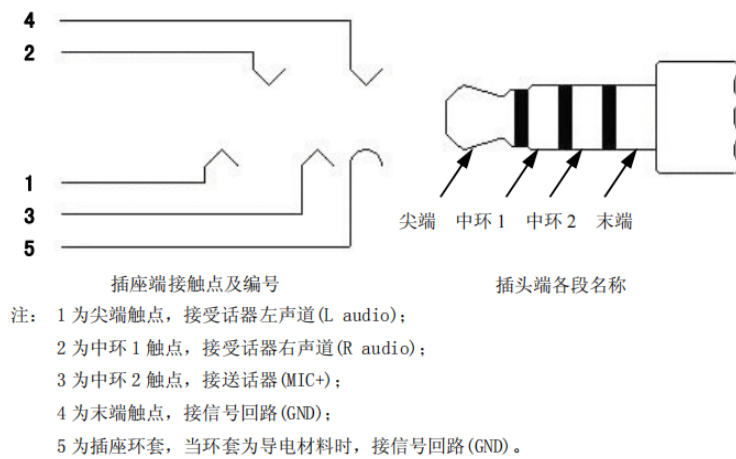 4
2
1
3
5
尖端 中环 1 中环 2 末端
插座端接触点及编号 插头端各段名称
注： 1 为尖端触点，接受话器左声道(L audio)；
2 为中环 1 触点，接受话器右声道(R audio)；
3 为中环 2 触点，接送话器(MIC+)；
4 为末端触点，接信号回路(GND)；
5 为插座环套，当环套为导电材料时，接信号回路(GND)。